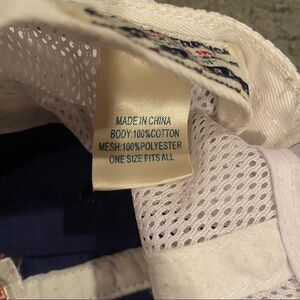 MADE IN CHINA
BODY:100%COTTON
MESH:100%POLYESTER
ONE SIZE FITS ALL